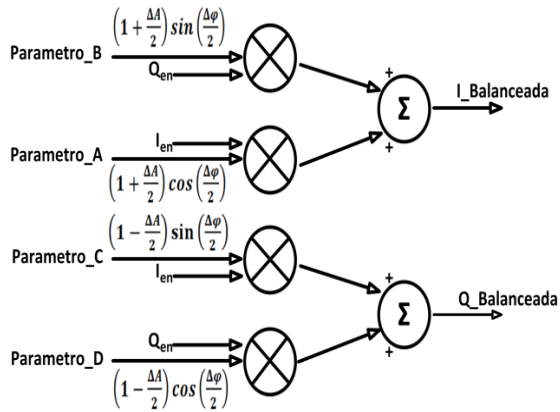 (1 + ΔA/2) sin (Δφ/2)
Parametro_B
Q_en
+
I_Balanceada
Σ
I_en
+
Parametro_A
(1 + ΔA/2) cos (Δφ/2)
(1 − ΔA/2) sin (Δφ/2)
Parametro_C
I_en
+
Q_Balanceada
Σ
Q_en
+
Parametro_D
(1 − ΔA/2) cos (Δφ/2)